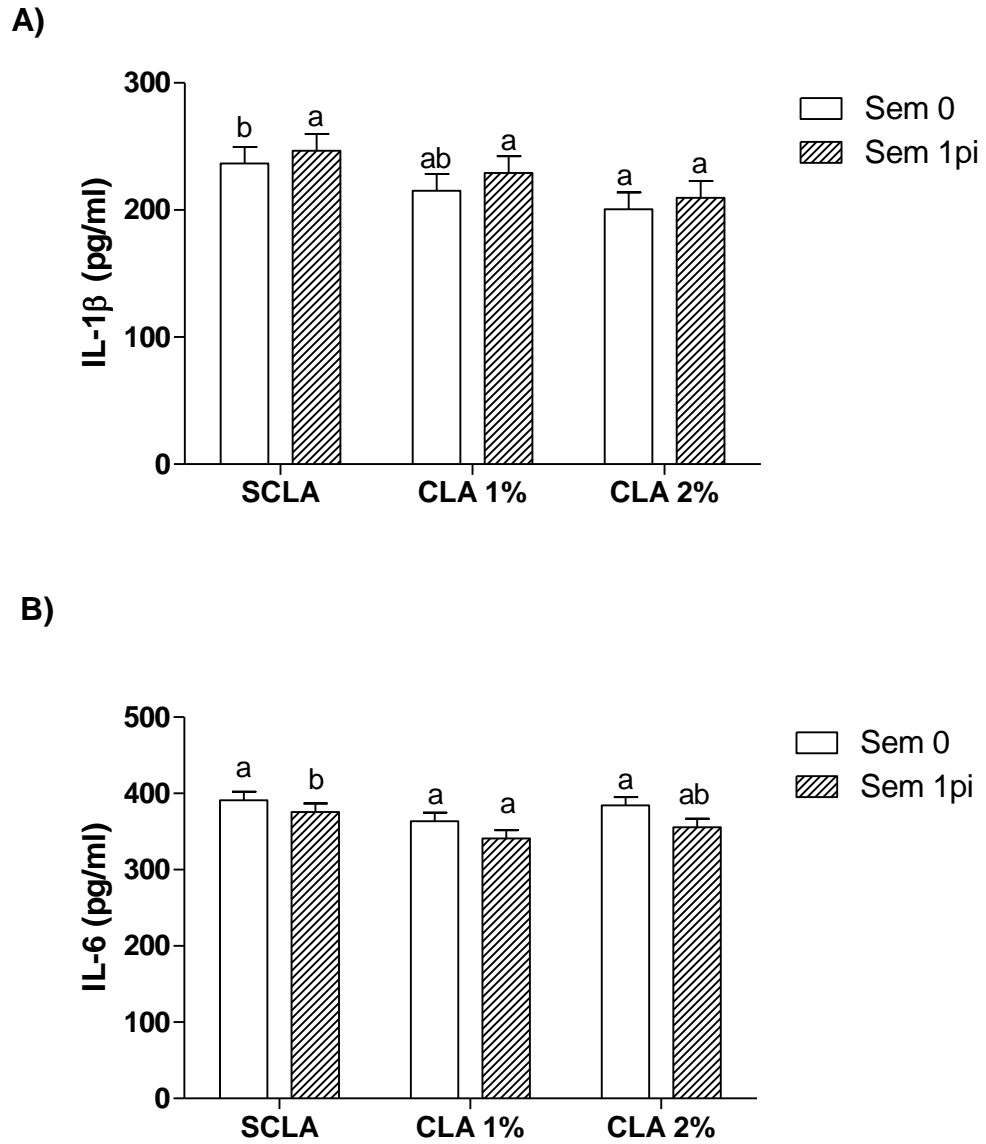 A)
300
200
100
0
IL-1β (pg/ml)
b
a
ab
a
a
a
SCLA
CLA 1%
CLA 2%
Sem 0
Sem 1pi
B)
500
400
300
200
100
0
IL-6 (pg/ml)
a
b
a
a
a
ab
SCLA
CLA 1%
CLA 2%
Sem 0
Sem 1pi